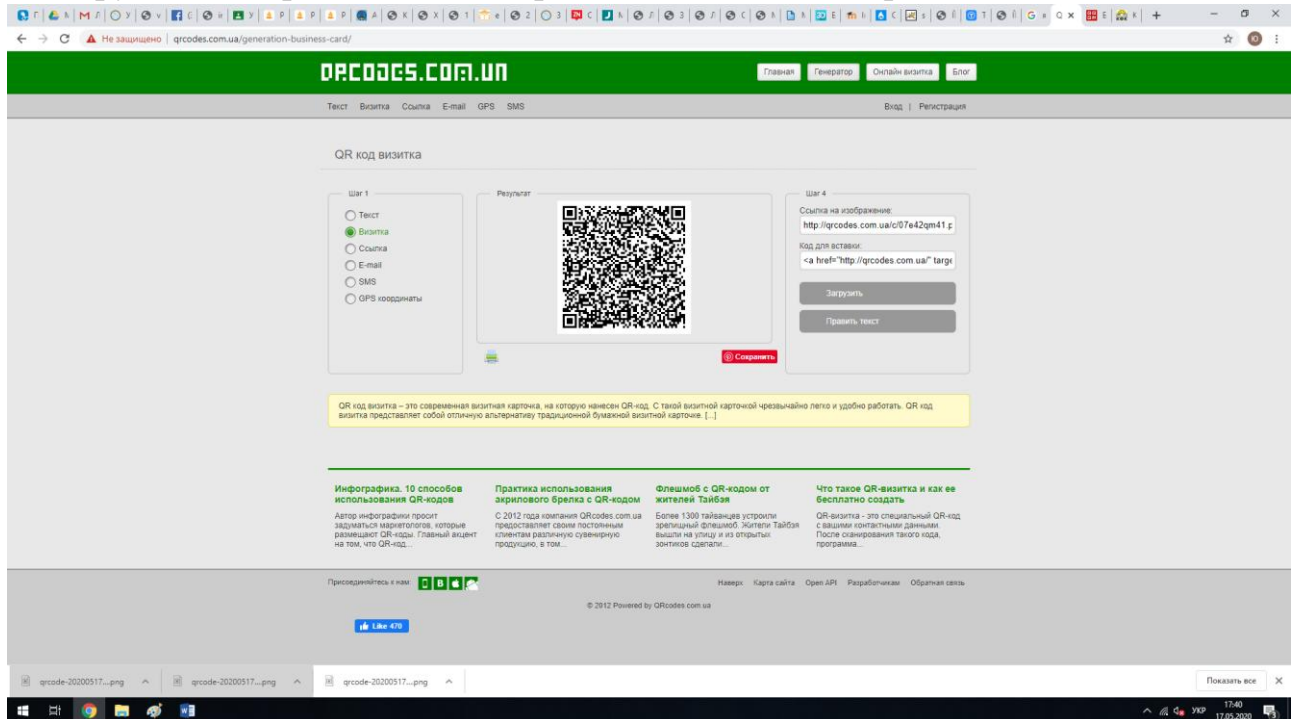 Не защищено | qrcodes.com.ua/generation-business-card/
QRCODES.COM.UA
Главная Генератор Онлайн визитка Блог
Текст Визитка Ссылка E-mail GPS SMS Вход | Регистрация
QR код визитка
Шаг 1
Текст
Визитка
Ссылка
E-mail
SMS
GPS координаты
Результат
Сохранить
Шаг 4
Ссылка на изображение:
http://qrcodes.com.ua/c/07e42qm41.p
Код для вставки:
<a href="http://qrcodes.com.ua/" targe
Загрузить
Править текст
QR код визитка – это современная визитная карточка, на которую нанесен QR-код. С такой визитной карточкой чрезвычайно легко и удобно работать. QR код
визитка представляет собой отличную альтернативу традиционной бумажной визитной карточке. [...]
Инфографика. 10 способов
использования QR-кодов
Автор инфографики просит
задуматься маркетологов, которые
размещают QR-коды. Главный акцент
на том, что QR-код...
Практика использования
акрилового брелка с QR-кодом
С 2012 года компания QRcodes.com.ua
предоставляет своим постоянным
клиентам различную сувенирную
продукцию, в том...
Флешмоб с QR-кодом от
жителей Тайбэя
Более 1300 тайванцев устроили
зрелищный флешмоб. Жители Тайбэя
вышли на улицу и из открытых
зонтиков сделали...
Что такое QR-визитка и как ее
бесплатно создать
QR-визитка - это специальный QR-код
с вашими контактными данными.
После сканирования такого кода,
программа...
Присоединяйтесь к нам:
Наверх Карта сайта Open API Разработчикам Обратная связь
© 2012 Powered by QRcodes.com.ua
Like 470
qrcode-20200517....png
qrcode-20200517....png
qrcode-20200517....png
Показать все
УКР
17:40
17.05.2020